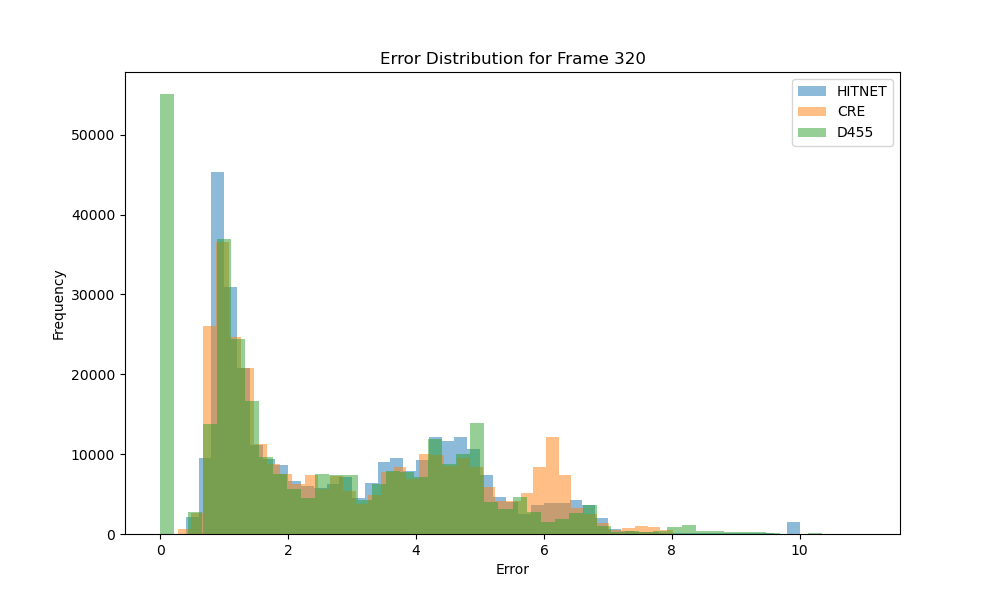 Error Distribution for Frame 320
HITNET
CRE
D455
50000
40000
30000
20000
10000
0
Frequency
0 2 4 6 8 10
Error